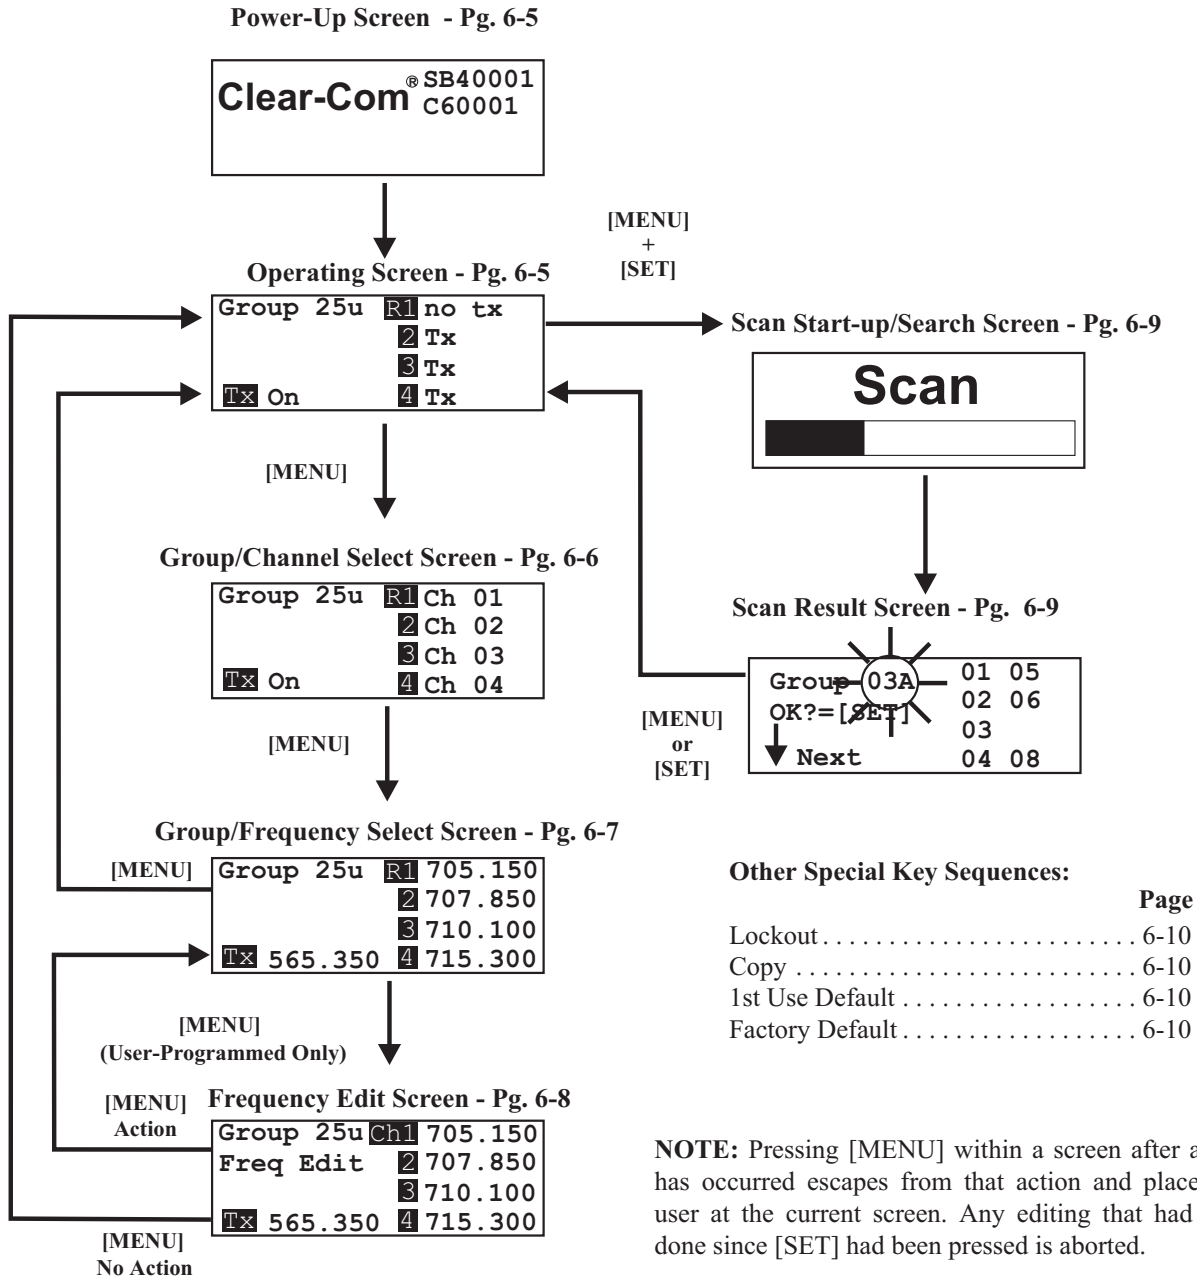 Power-Up Screen - Pg. 6-5
Clear-Com® SB40001
C60001
[MENU]
+
[SET]
Operating Screen - Pg. 6-5
Group 25u R1 no tx
2 Tx
3 Tx
Tx On 4 Tx
Scan Start-up/Search Screen - Pg. 6-9
Scan
[MENU]
Group/Channel Select Screen - Pg. 6-6
Group 25u R1 Ch 01
2 Ch 02
3 Ch 03
Tx On 4 Ch 04
Scan Result Screen - Pg. 6-9
Group 03A 01 05
OK?=[SET] 02 06
03
Next 04 08
[MENU]
or
[SET]
[MENU]
Group/Frequency Select Screen - Pg. 6-7
[MENU]
Group 25u R1 705.150
2 707.850
3 710.100
Tx 565.350 4 715.300
[MENU]
(User-Programmed Only)
Frequency Edit Screen - Pg. 6-8
[MENU]
Action
Group 25u Ch1 705.150
Freq Edit 2 707.850
3 710.100
Tx 565.350 4 715.300
[MENU]
No Action
Other Special Key Sequences:
Page
Lockout . . . . . . . . . . . . . . . . . . . . . . . . 6-10
Copy . . . . . . . . . . . . . . . . . . . . . . . . . . 6-10
1st Use Default . . . . . . . . . . . . . . . . . . 6-10
Factory Default . . . . . . . . . . . . . . . . . . 6-10
NOTE: Pressing [MENU] within a screen after a
has occurred escapes from that action and place
user at the current screen. Any editing that had
done since [SET] had been pressed is aborted.